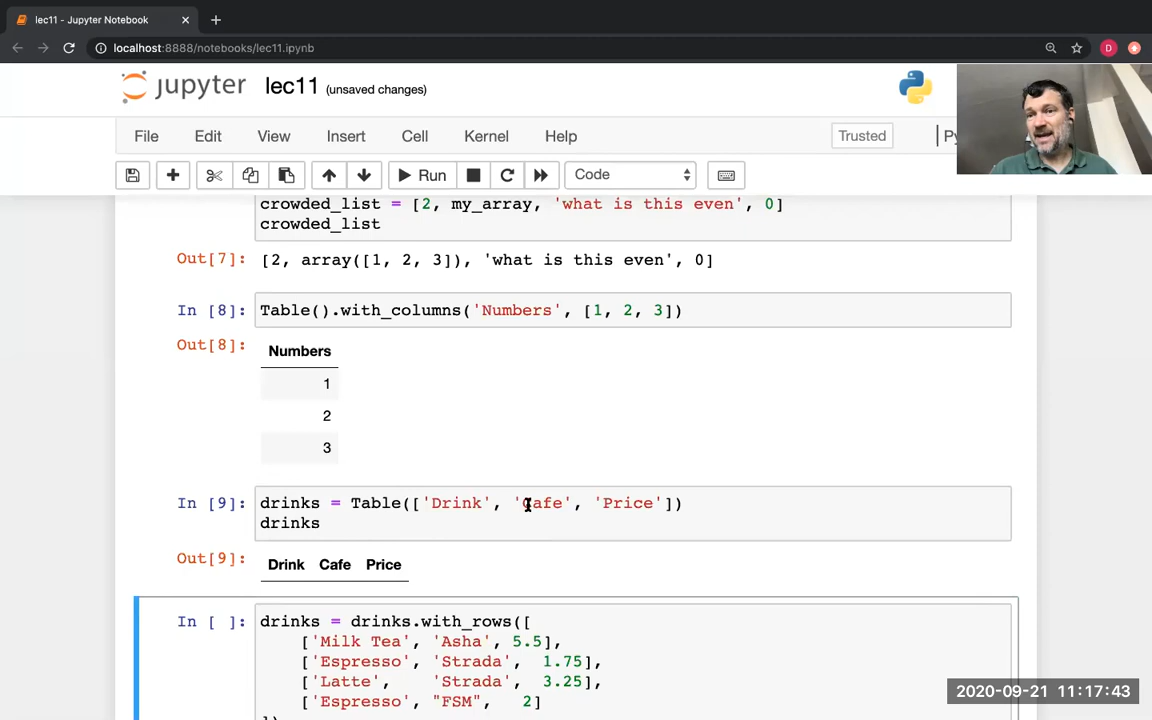 lec11 - Jupyter Notebook
localhost:8888/notebooks/lec11.ipynb
D
jupyter lec11 (unsaved changes)
File Edit View Insert Cell Kernel Help Trusted
Run Code
crowded_list = [2, my_array, 'what is this even', 0]
crowded_list
Out[7]: [2, array([1, 2, 3]), 'what is this even', 0]
In [8]: Table().with_columns('Numbers', [1, 2, 3])
Out[8]:
Numbers
1
2
3
In [9]: drinks = Table(['Drink', 'Cafe', 'Price'])
drinks
Out[9]: Drink Cafe Price
In [ ]: drinks = drinks.with_rows([
['Milk Tea', 'Asha', 5.5],
['Espresso', 'Strada', 1.75],
['Latte', 'Strada', 3.25],
['Espresso', "FSM", 2]
2020-09-21 11:17:43